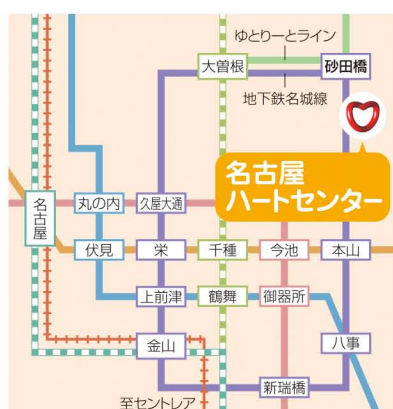 ゆとりーとライン
大曽根
砂田橋
地下鉄名城線
名古屋
ハートセンター
名古屋
丸の内
久屋大通
伏見
栄
千種
今池
本山
上前津
鶴舞
御器所
金山
八事
新瑞橋
至セントレア